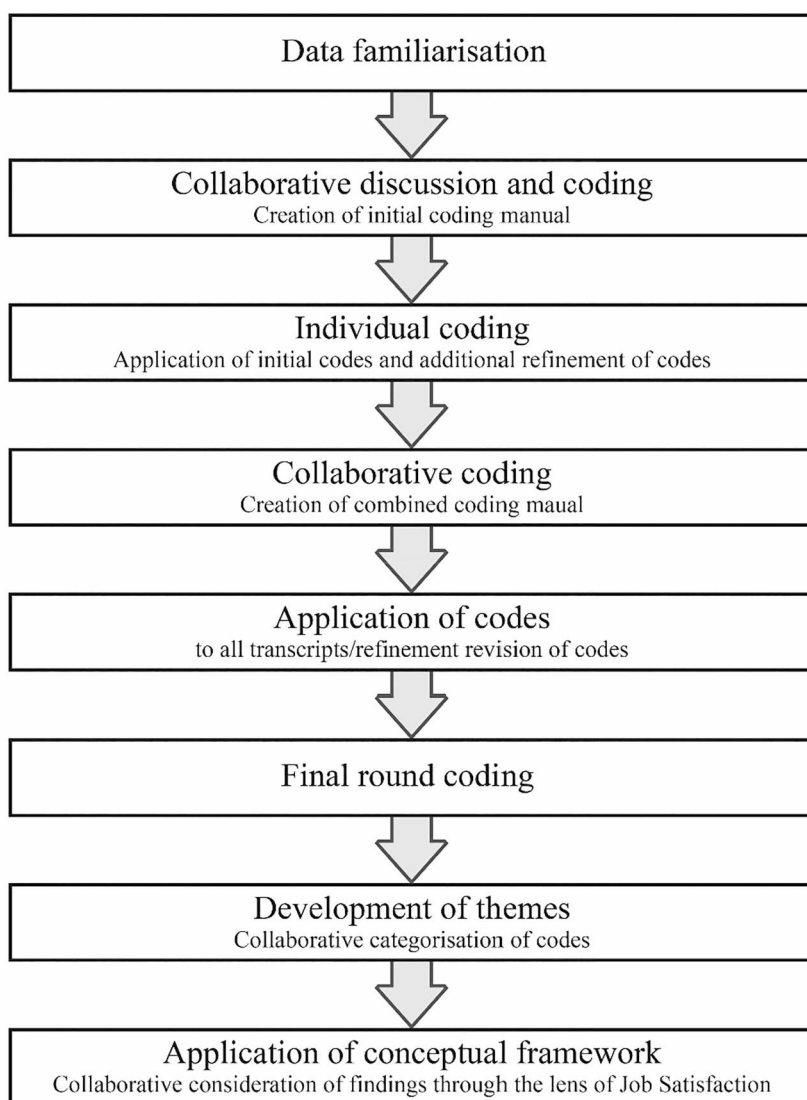 Data familiarisation
Collaborative discussion and coding
Creation of initial coding manual
Individual coding
Application of initial codes and additional refinement of codes
Collaborative coding
Creation of combined coding maual
Application of codes
to all transcripts/refinement revision of codes
Final round coding
Development of themes
Collaborative categorisation of codes
Application of conceptual framework
Collaborative consideration of findings through the lens of Job Satisfaction